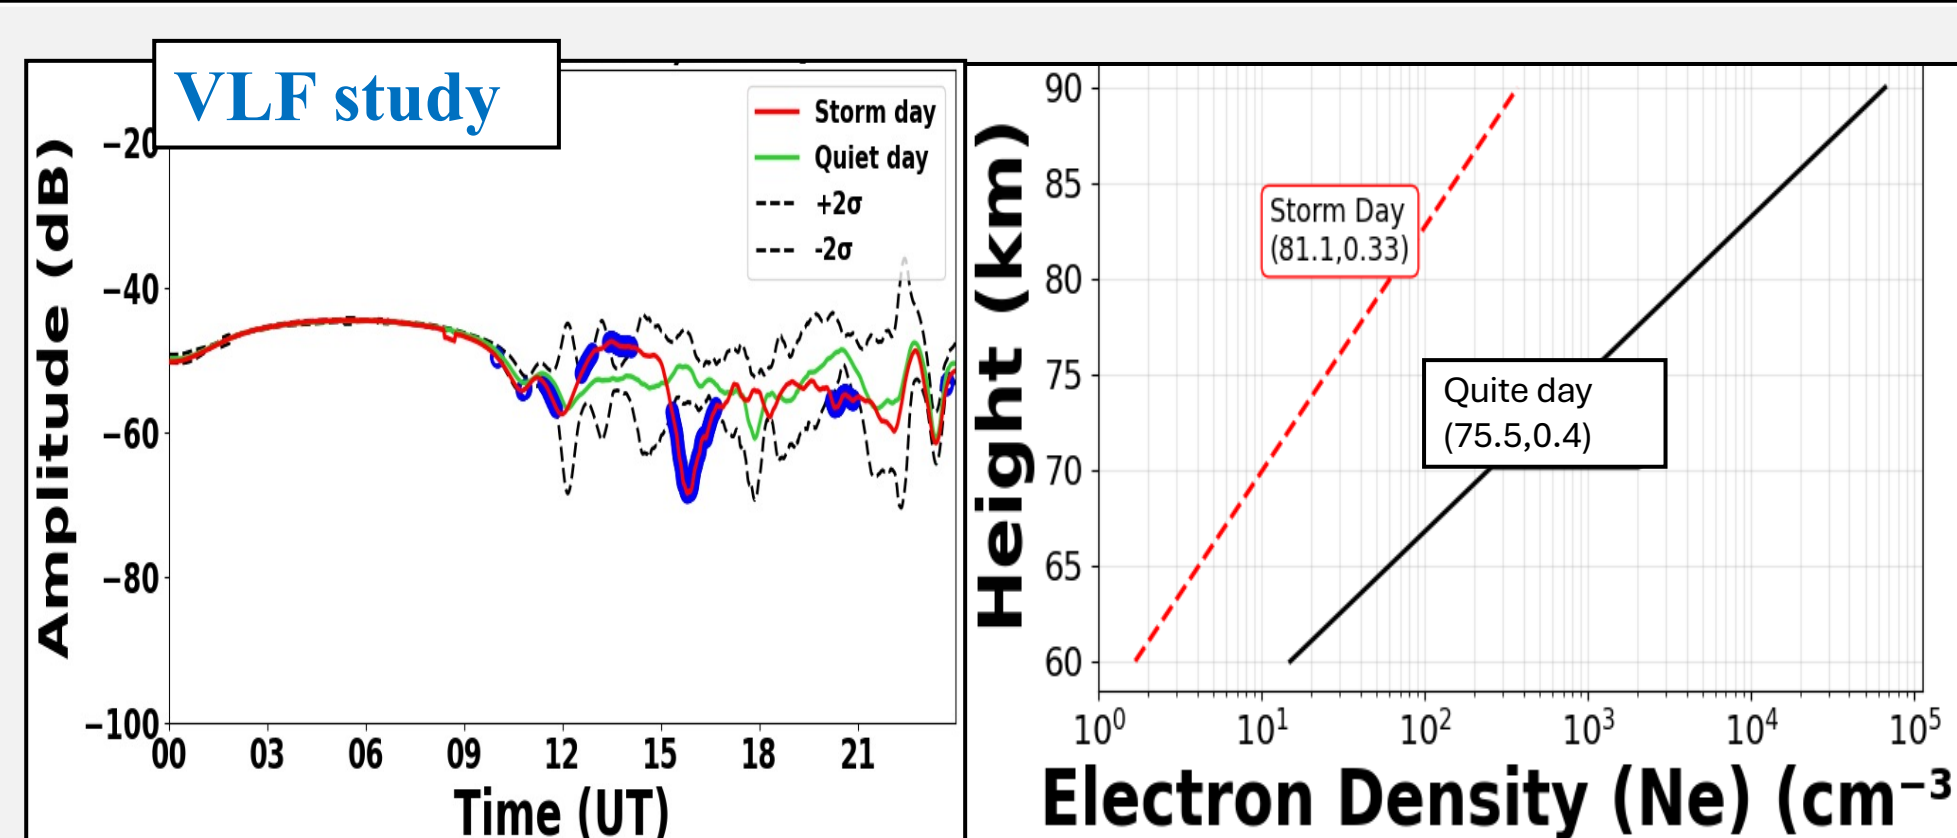 VLF study
Storm day
Quiet day
+2σ
-2σ
Amplitude (dB)
−20
−40
−60
−80
−100
00 03 06 09 12 15 18 21
Time (UT)
Height (km)
90
85
80
75
70
65
60
Storm Day
(81.1,0.33)
Quite day
(75.5,0.4)
10⁰ 10¹ 10² 10³ 10⁴ 10⁵
Electron Density (Ne) (cm⁻³